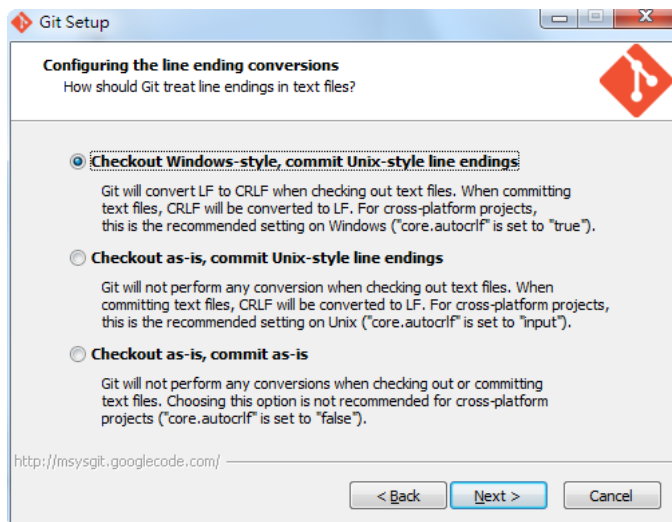 Git Setup
Configuring the line ending conversions
How should Git treat line endings in text files?
Checkout Windows-style, commit Unix-style line endings
Git will convert LF to CRLF when checking out text files. When committing
text files, CRLF will be converted to LF. For cross-platform projects,
this is the recommended setting on Windows ("core.autocrlf" is set to "true").
Checkout as-is, commit Unix-style line endings
Git will not perform any conversion when checking out text files. When
committing text files, CRLF will be converted to LF. For cross-platform projects,
this is the recommended setting on Unix ("core.autocrlf" is set to "input").
Checkout as-is, commit as-is
Git will not perform any conversions when checking out or committing
text files. Choosing this option is not recommended for cross-platform
projects ("core.autocrlf" is set to "false").
http://msysgit.googlecode.com/
< Back Next > Cancel